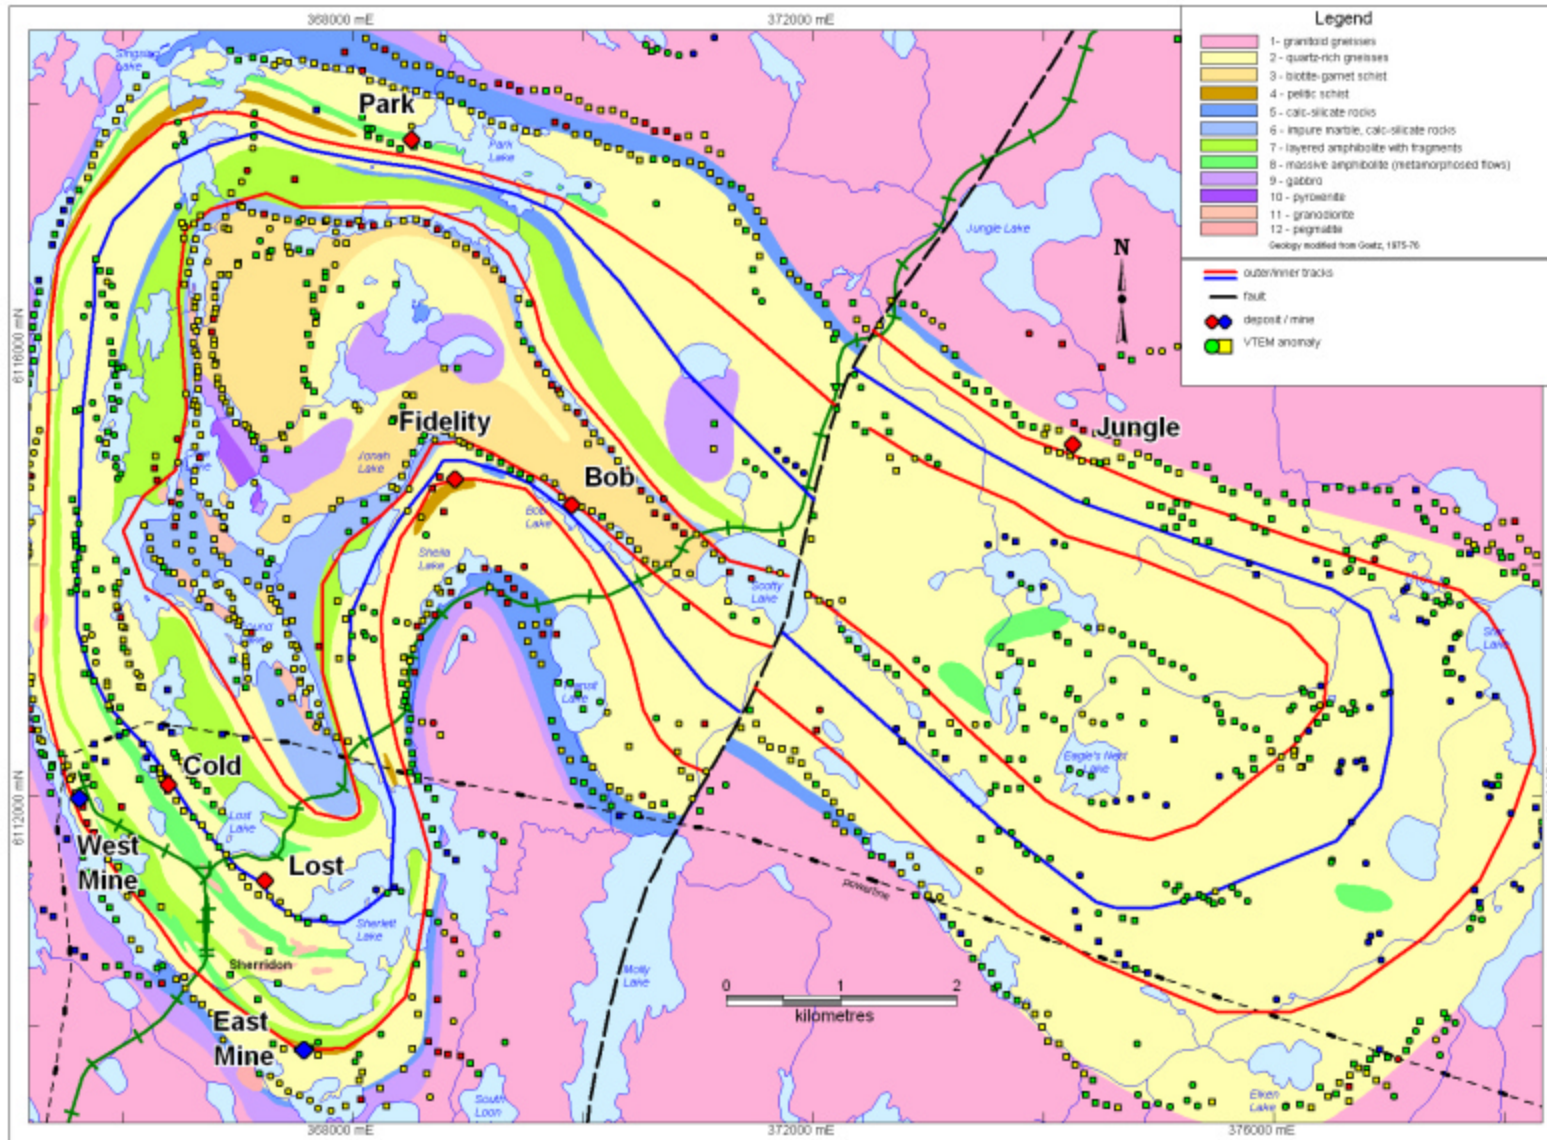 368000 mE
372000 mE
Legend
1- granitoid gneisses
2 - quartz-rich gneisses
3 - biotite-garnet schist
4 - pelitic schist
5 - calc-silicate rocks
6 - impure marble, calc-silicate rocks
7 - layered amphibolite with fragments
8 - massive amphibolite (metamorphosed flows)
9 - gabbro
10 - pyroxenite
11 - granodiorite
12 - pegmatite
Geology modified from Goetz, 1975-76
outer/inner tracks
fault
deposit / mine
VTEM anomaly
Lake
Park
Park
Lake
Jungle Lake
N
6116000 mN
Fidelity
Jungle
Jonah
Lake
Bob
Bob
Lake
Sheila
Lake
Scotty
Lake
Lake
Lake
Cold
Eagle's Nest
Lake
6112000 mN
Lost
Lake
West
Mine
Lost
powerline
Sherlett
Lake
Sherridon
Molly
Lake
0 1 2
kilometres
East
Mine
South
Loon
Elken
Lake
368000 mE
372000 mE
376000 mE